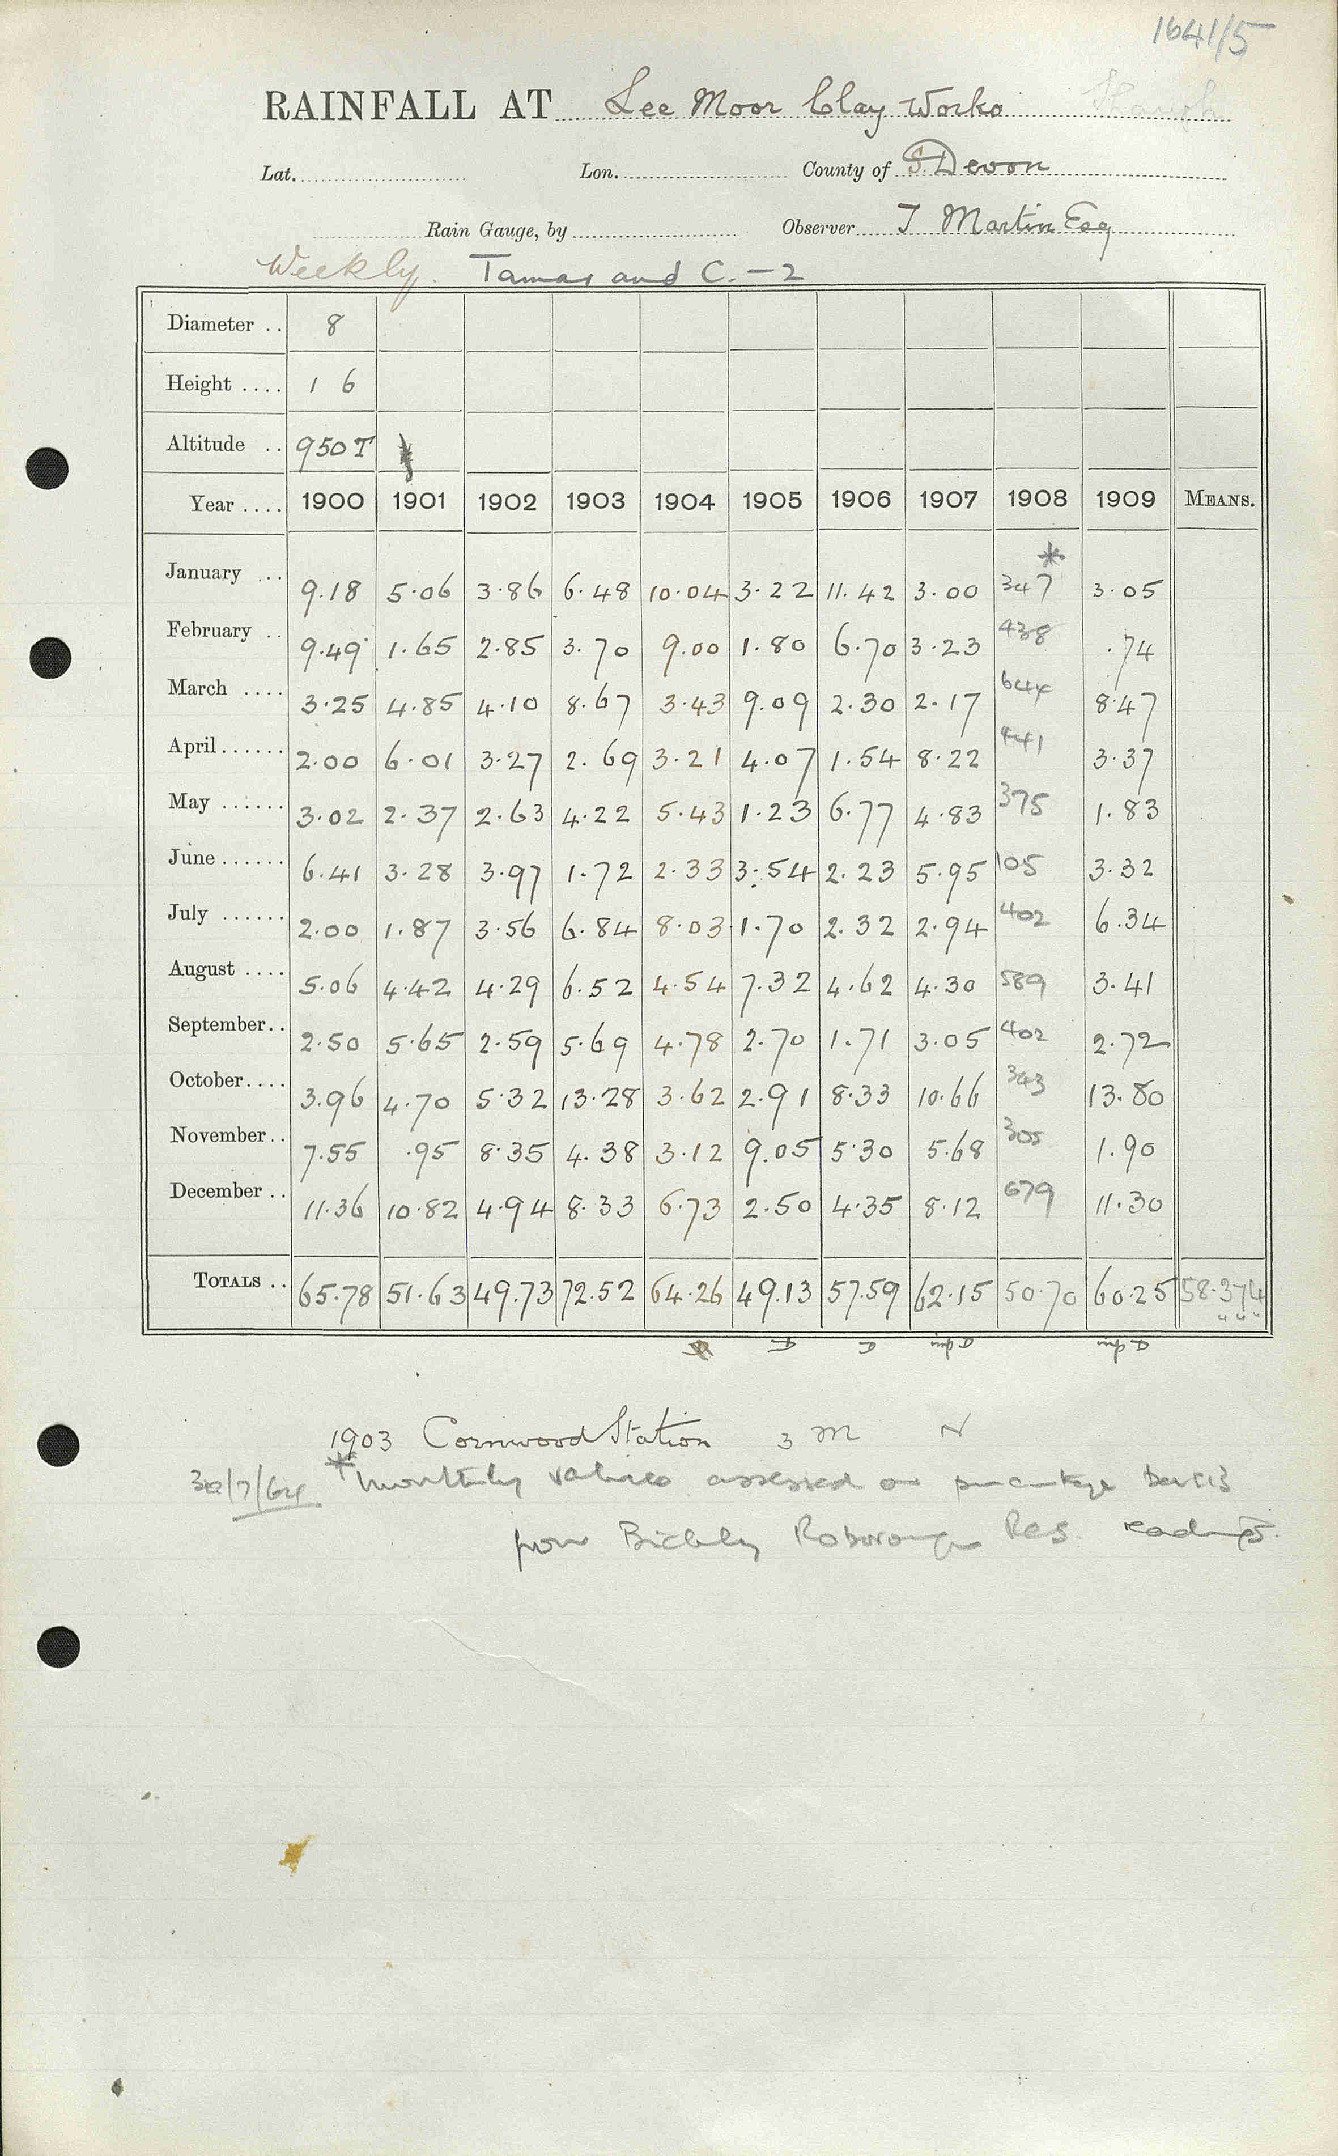 1641/5
RAINFALL AT Lee Moor Clay Works Shaugh
Lat. Lon. County of S. Devon
Rain Gauge, by Observer J Martin Esq
Weekly. Tamar and C. - 2
Diameter .. 8
Height .... 1 6
Altitude .. 950 T
Year .... 1900 1901 1902 1903 1904 1905 1906 1907 1908 1909 MEANS.
*
January ... 9.18 5.06 3.86 6.48 10.04 3.22 11.42 3.00 347 3.05
February .. 9.49 1.65 2.85 3.70 9.00 1.80 6.70 3.23 438 .74
March .... 3.25 4.85 4.10 8.67 3.43 9.09 2.30 2.17 644 8.47
April ...... 2.00 6.01 3.27 2.69 3.21 4.07 1.54 8.22 441 3.37
May ...... 3.02 2.37 2.63 4.22 5.43 1.23 6.77 4.83 375 1.83
June ...... 6.41 3.28 3.97 1.72 2.33 3.54 2.23 5.95 105 3.32
July ...... 2.00 1.87 3.56 6.84 8.03 1.70 2.32 2.94 402 6.34
August .... 5.06 4.42 4.29 6.52 4.54 7.32 4.62 4.30 589 3.41
September.. 2.50 5.65 2.59 5.69 4.78 2.70 1.71 3.05 402 2.72
October.... 3.96 4.70 5.32 13.28 3.62 2.91 8.33 10.66 343 13.80
November.. 7.55 .95 8.35 4.38 3.12 9.05 5.30 5.68 305 1.90
December .. 11.36 10.82 4.94 8.33 6.73 2.50 4.35 8.12 679 11.30
TOTALS .. 65.78 51.63 49.73 72.52 64.26 49.13 57.59 62.15 50.70 60.25 58.374
D D imp D imp D
1903 Cornwood Station 3 M N
30/7/64 * monthly values assessed on percentage basis
from Bickley Roborough Res. readings.